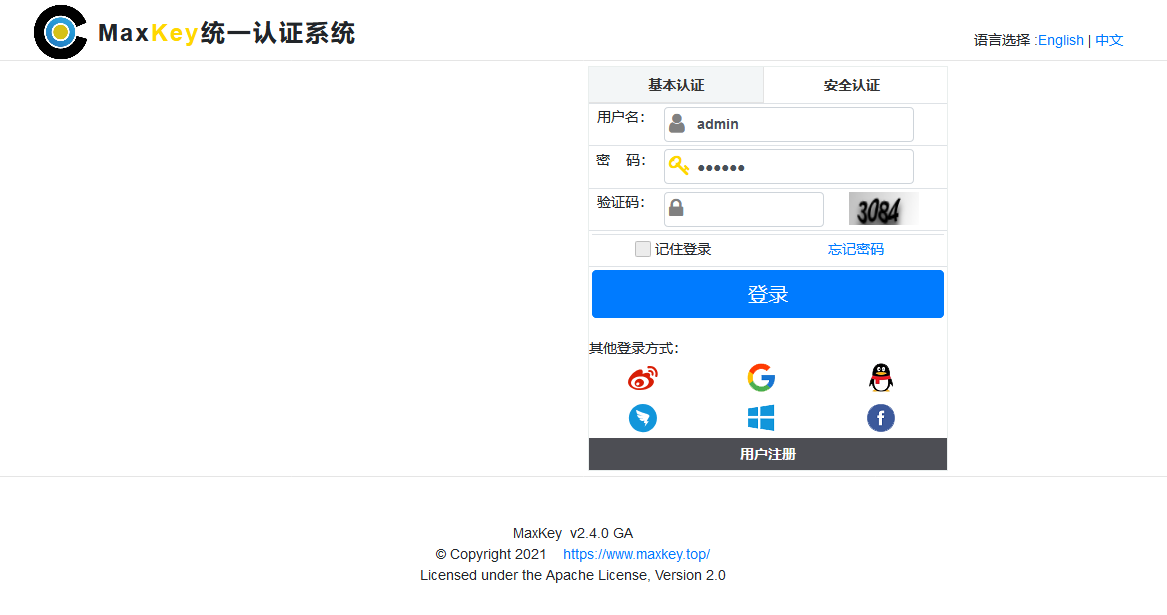 MaxKey统一认证系统
语言选择 :English | 中文
基本认证 安全认证
用户名: admin
密 码: ••••••
验证码: 3084
记住登录 忘记密码
登录
其他登录方式:
用户注册
MaxKey v2.4.0 GA
© Copyright 2021 https://www.maxkey.top/
Licensed under the Apache License, Version 2.0